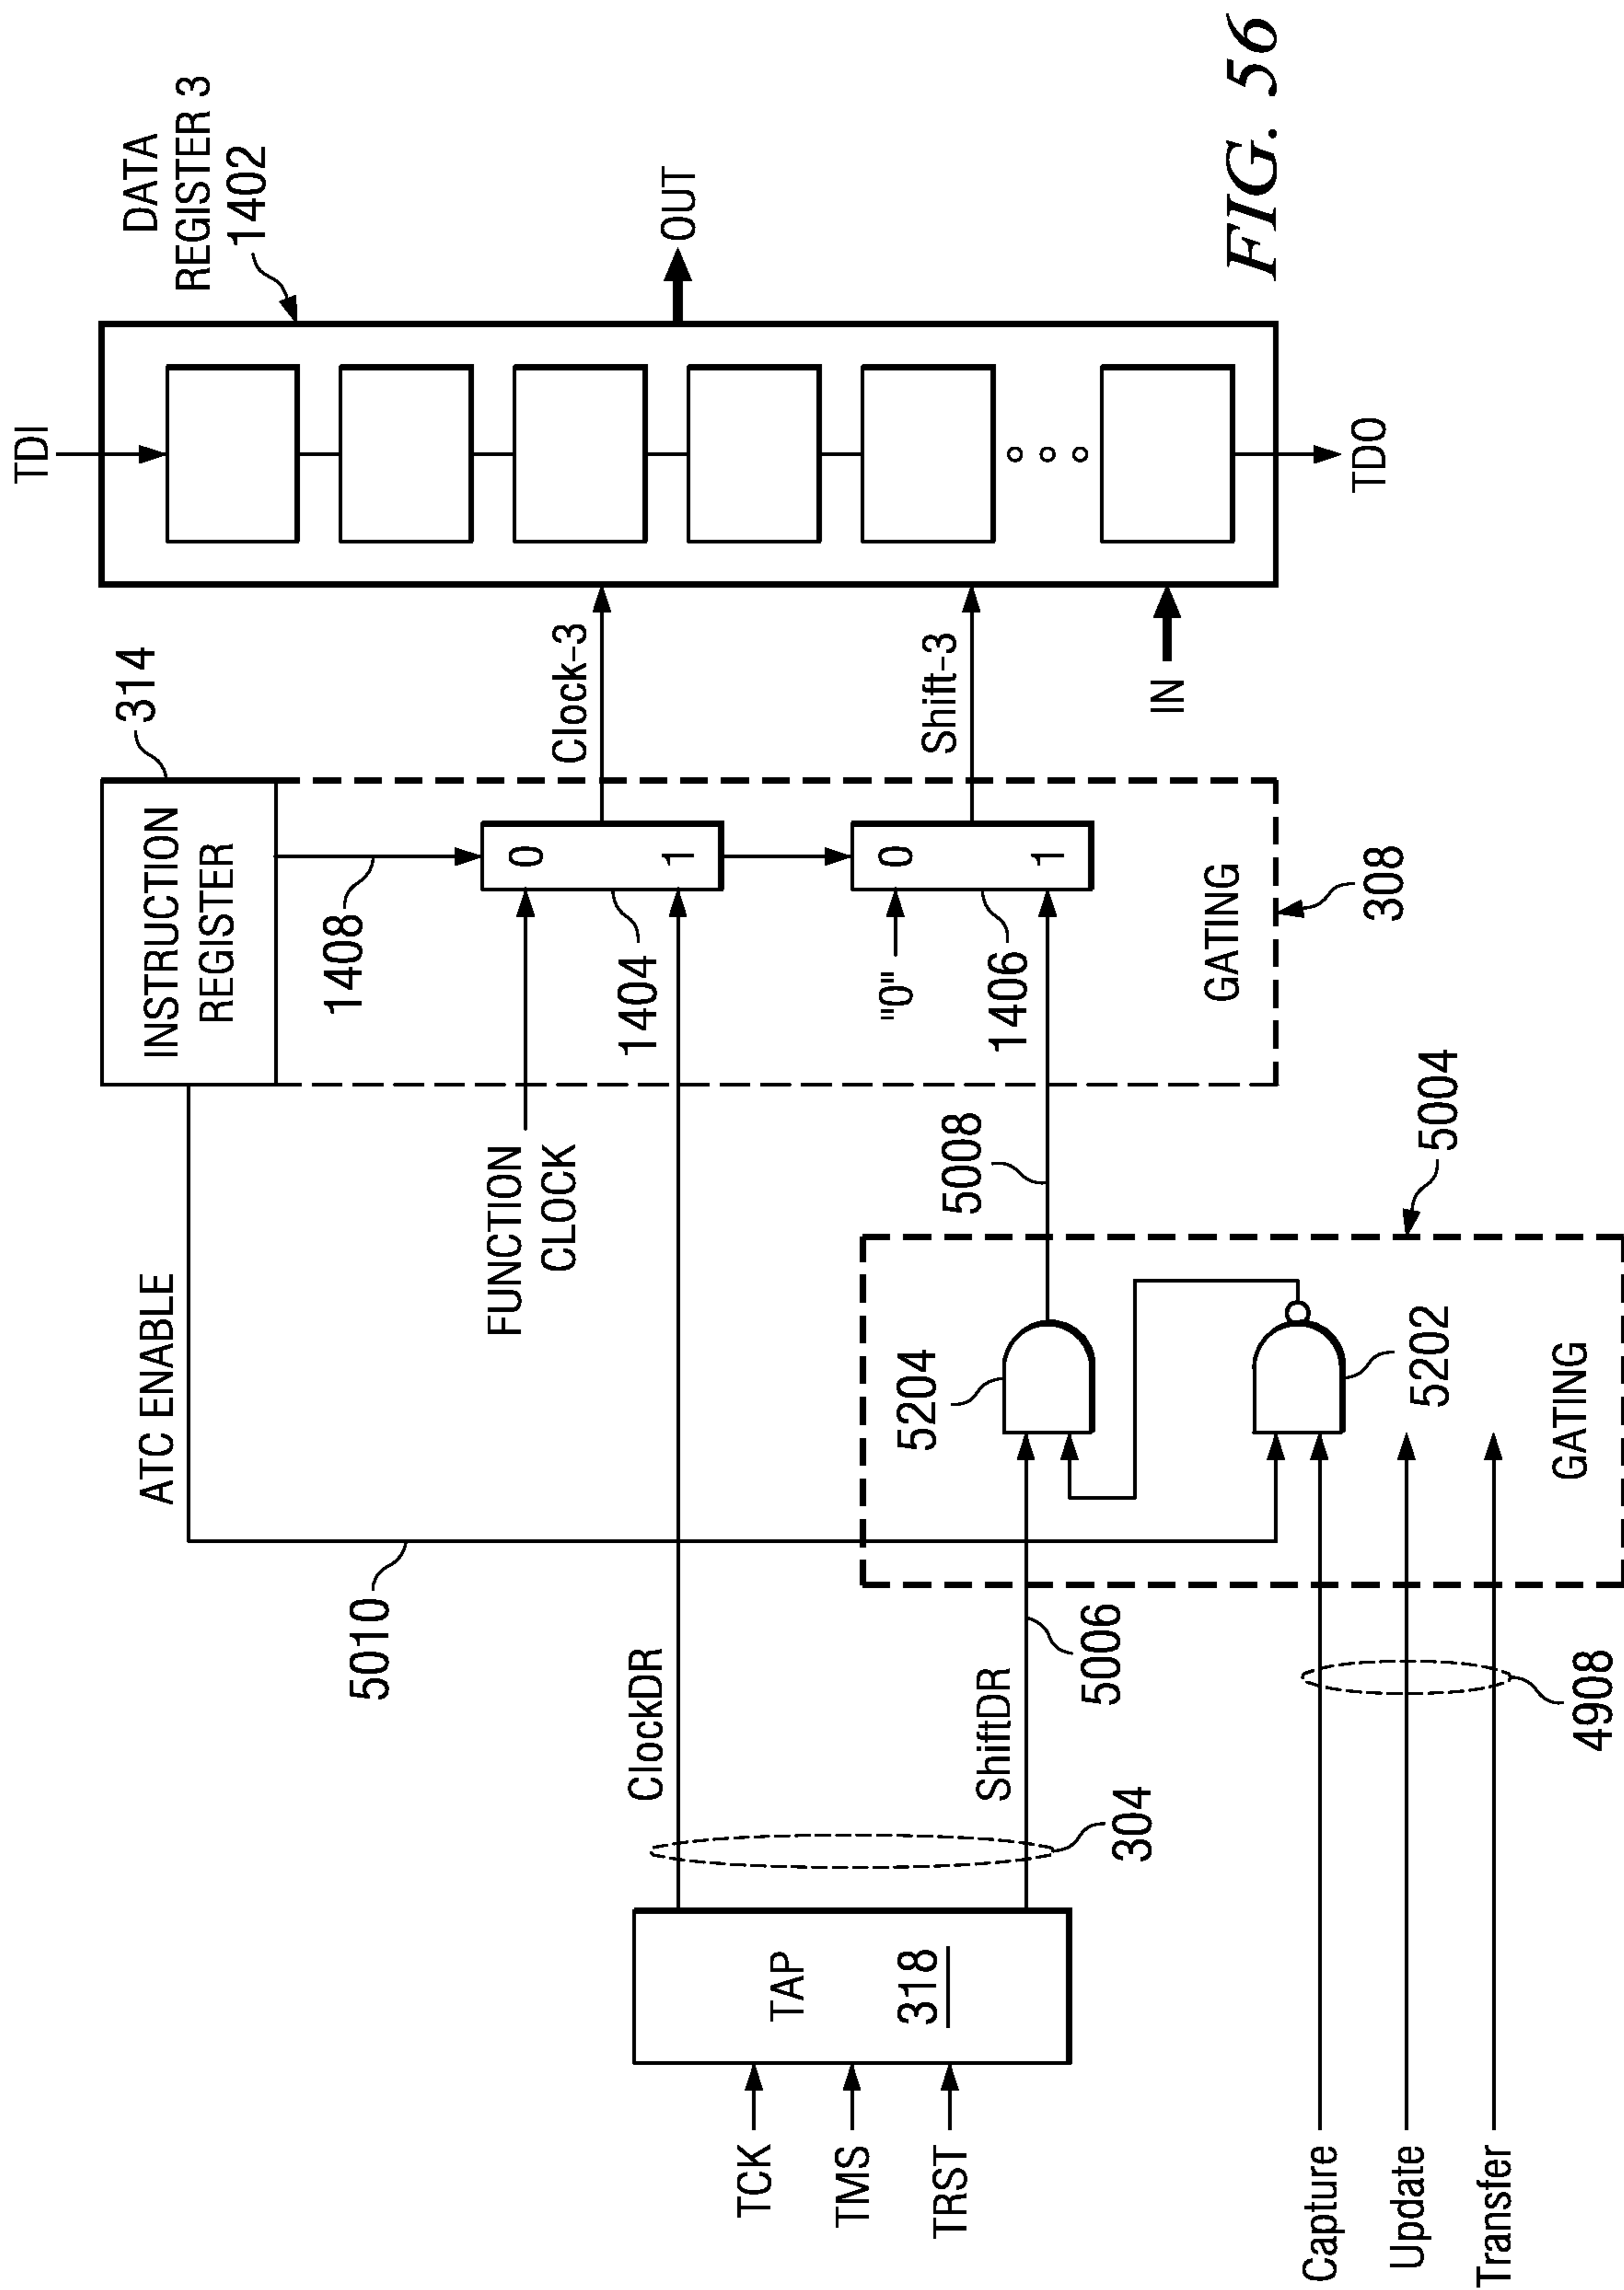 TDI
DATA
REGISTER 3
1402
OUT
TDO
IN
Clock-3
Shift-3
314
INSTRUCTION
REGISTER
1408
0
1
1404
0
1
"0"
1406
GATING
308
FUNCTION
CLOCK
ATC ENABLE
5010
5008
5004
5204
5202
GATING
ClockDR
ShiftDR
5006
304
4908
TAP
318
TCK
TMS
TRST
Capture
Update
Transfer
FIG. 56